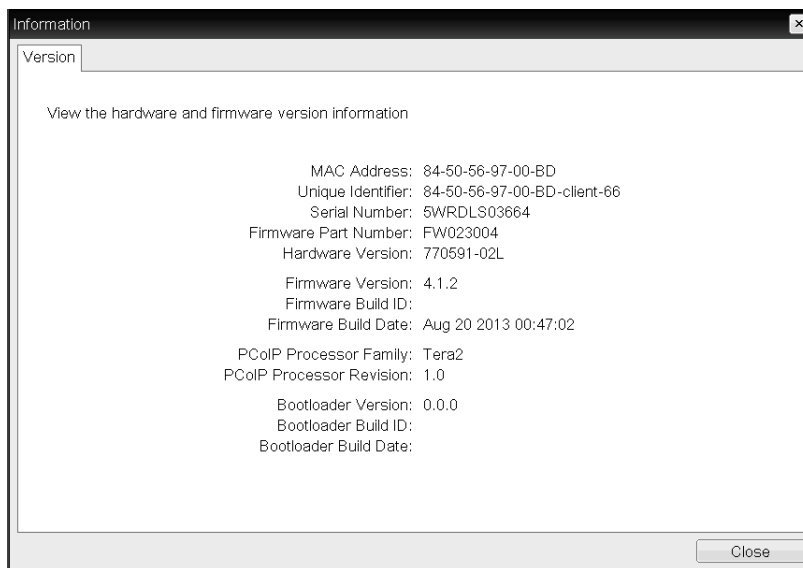 Information
Version
View the hardware and firmware version information
MAC Address: 84-50-56-97-00-BD
Unique Identifier: 84-50-56-97-00-BD-client-66
Serial Number: 5WRDLS03664
Firmware Part Number: FW023004
Hardware Version: 770591-02L
Firmware Version: 4.1.2
Firmware Build ID:
Firmware Build Date: Aug 20 2013 00:47:02
PCoIP Processor Family: Tera2
PCoIP Processor Revision: 1.0
Bootloader Version: 0.0.0
Bootloader Build ID:
Bootloader Build Date:
Close